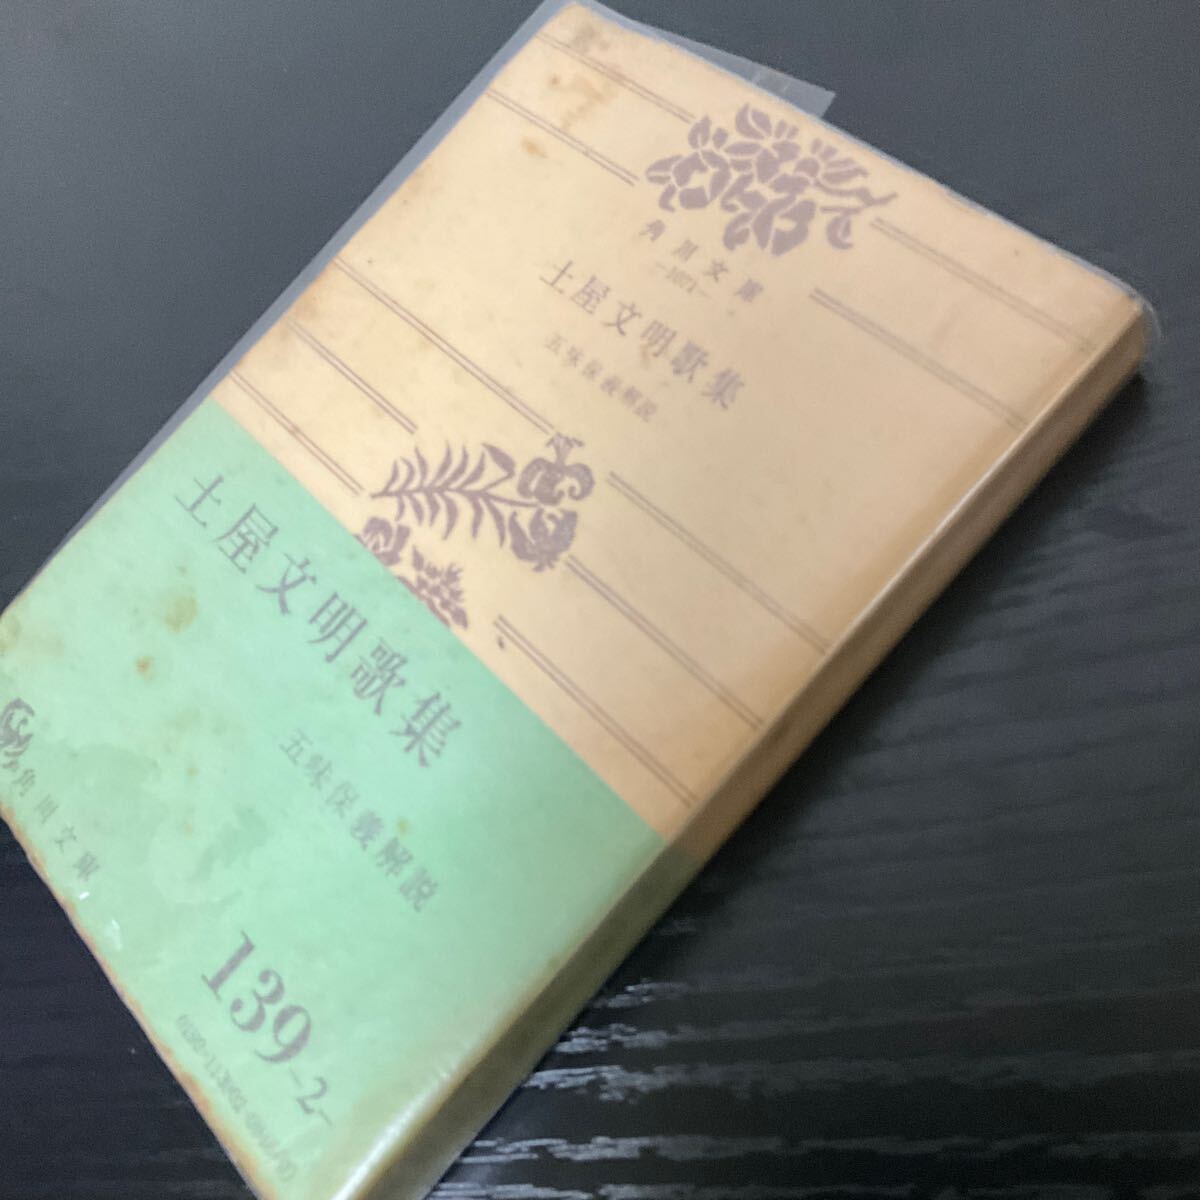 角川文庫
―1071―
土屋文明歌集
五味保義解説
土屋文明歌集
五味保義解説
角川文庫
139-2-